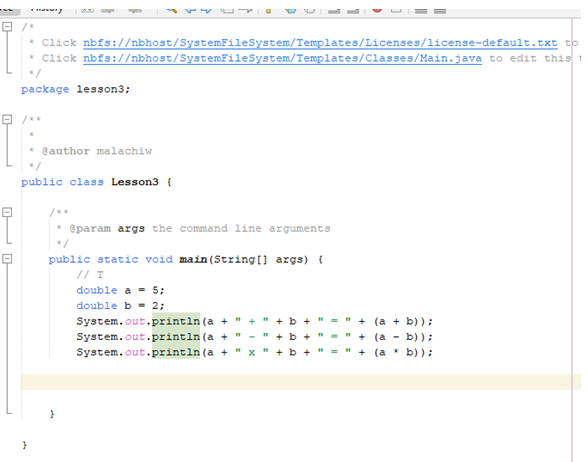 /*
* Click nbfs://nbhost/SystemFileSystem/Templates/Licenses/license-default.txt to
* Click nbfs://nbhost/SystemFileSystem/Templates/Classes/Main.java to edit this
*/
package lesson3;
/**
*
* @author malachiw
*/
public class Lesson3 {
/**
* @param args the command line arguments
*/
public static void main(String[] args) {
// T
double a = 5;
double b = 2;
System.out.println(a + " + " + b + " = " + (a + b));
System.out.println(a + " - " + b + " = " + (a - b));
System.out.println(a + " x " + b + " = " + (a * b));
}
}